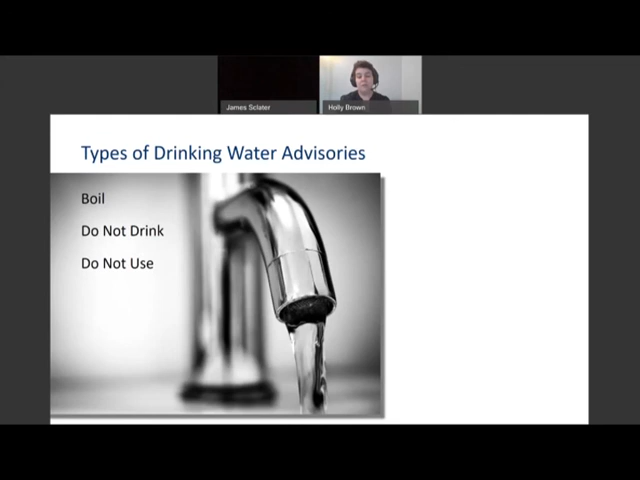 James Sclater
Holly Brown
Types of Drinking Water Advisories
Boil
Do Not Drink
Do Not Use